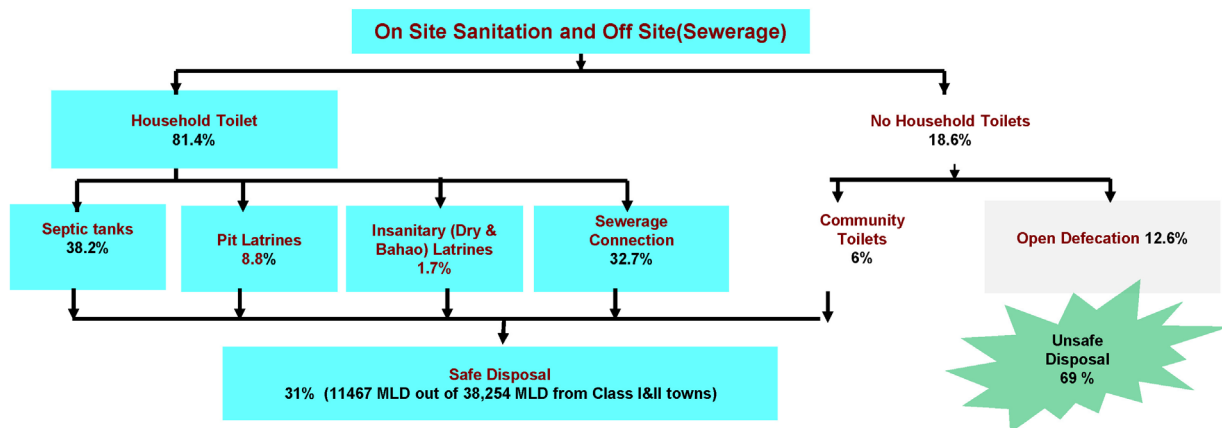 On Site Sanitation and Off Site(Sewerage)
Household Toilet
81.4%
No Household Toilets
18.6%
Septic tanks
38.2%
Pit Latrines
8.8%
Insanitary (Dry &
Bahao) Latrines
1.7%
Sewerage
Connection
32.7%
Community
Toilets
6%
Open Defecation 12.6%
Safe Disposal
31% (11467 MLD out of 38,254 MLD from Class I&II towns)
Unsafe
Disposal
69 %